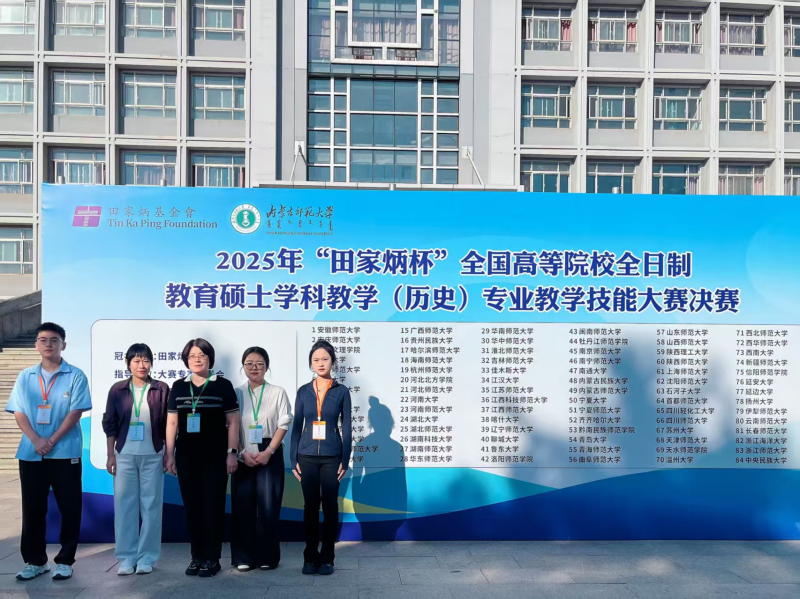 田家炳基金會
Tin Ka Ping Foundation
内蒙古师范大学
2025年“田家炳杯”全国高等院校全日制
教育硕士学科教学（历史）专业教学技能大赛决赛
1 安徽师范大学
15 广西师范大学
16 贵州民族大学
17 哈尔滨师范大学
18 海南师范大学
19 杭州师范大学
20 河北北方学院
21 河北师范大学
22 河南大学
23 河南师范大学
24 湖北大学
25 湖北师范大学
26 湖南科技大学
27 湖南师范大学
28 华东师范大学
29 华南师范大学
30 华中师范大学
31 淮北师范大学
32 吉林师范大学
33 佳木斯大学
34 江汉大学
35 江苏师范大学
36 江西科技师范大学
37 江西师范大学
38 喀什大学
39 辽宁师范大学
40 聊城大学
41 鲁东大学
42 洛阳师范学院
43 闽南师范大学
44 牡丹江师范学院
45 南京师范大学
46 南宁师范大学
47 南通大学
48 内蒙古民族大学
49 内蒙古师范大学
50 宁夏大学
51 宁夏师范大学
52 齐齐哈尔大学
53 黔南民族师范学院
54 青岛大学
55 青海师范大学
56 曲阜师范大学
57 山东师范大学
58 山西师范大学
59 陕西理工大学
60 陕西师范大学
61 上海师范大学
62 沈阳师范大学
63 石河子大学
64 首都师范大学
65 四川轻化工大学
66 四川师范大学
67 苏州大学
68 天津师范大学
69 天水师范学院
70 温州大学
71 西北师范大学
72 西华师范大学
73 西南大学
74 新疆师范大学
75 信阳师范学院
76 延安大学
77 延边大学
78 扬州大学
79 伊犁师范大学
80 云南师范大学
81 长春师范大学
82 浙江海洋大学
83 浙江师范大学
84 中央民族大学